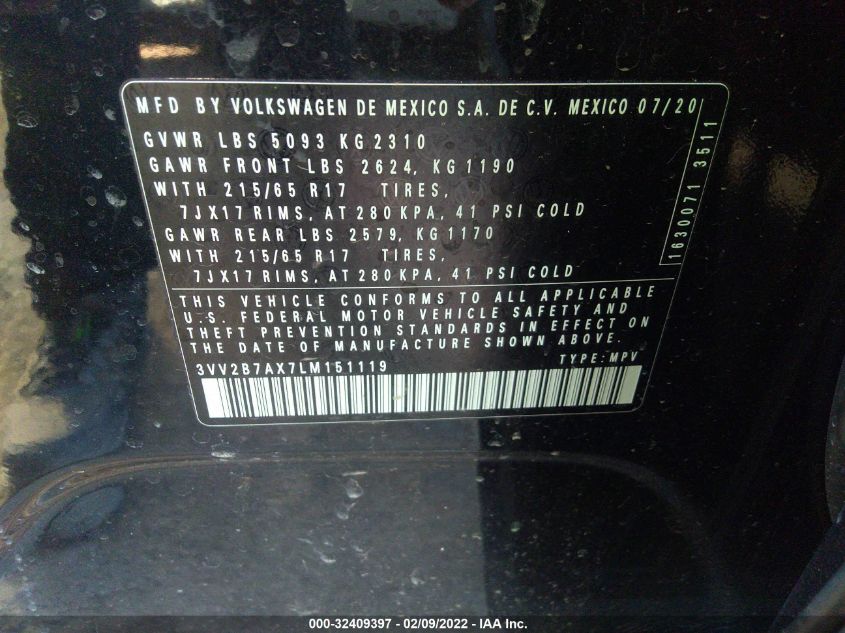 MFD BY VOLKSWAGEN DE MEXICO S.A. DE C.V. MEXICO 07/20
GVWR LBS 5093 KG 2310
GAWR FRONT LBS 2624, KG 1190
WITH 215/65 R17 TIRES,
7JX17 RIMS, AT 280 KPA, 41 PSI COLD
GAWR REAR LBS 2579, KG 1170
WITH 215/65 R17 TIRES,
7JX17 RIMS, AT 280 KPA, 41 PSI COLD
1630071 3511
THIS VEHICLE CONFORMS TO ALL APPLICABLE
U.S. FEDERAL MOTOR VEHICLE SAFETY AND
THEFT PREVENTION STANDARDS IN EFFECT ON
THE DATE OF MANUFACTURE SHOWN ABOVE.
3VV2B7AX7LM151119 TYPE: MPV
000-32409397 - 02/09/2022 - IAA Inc.